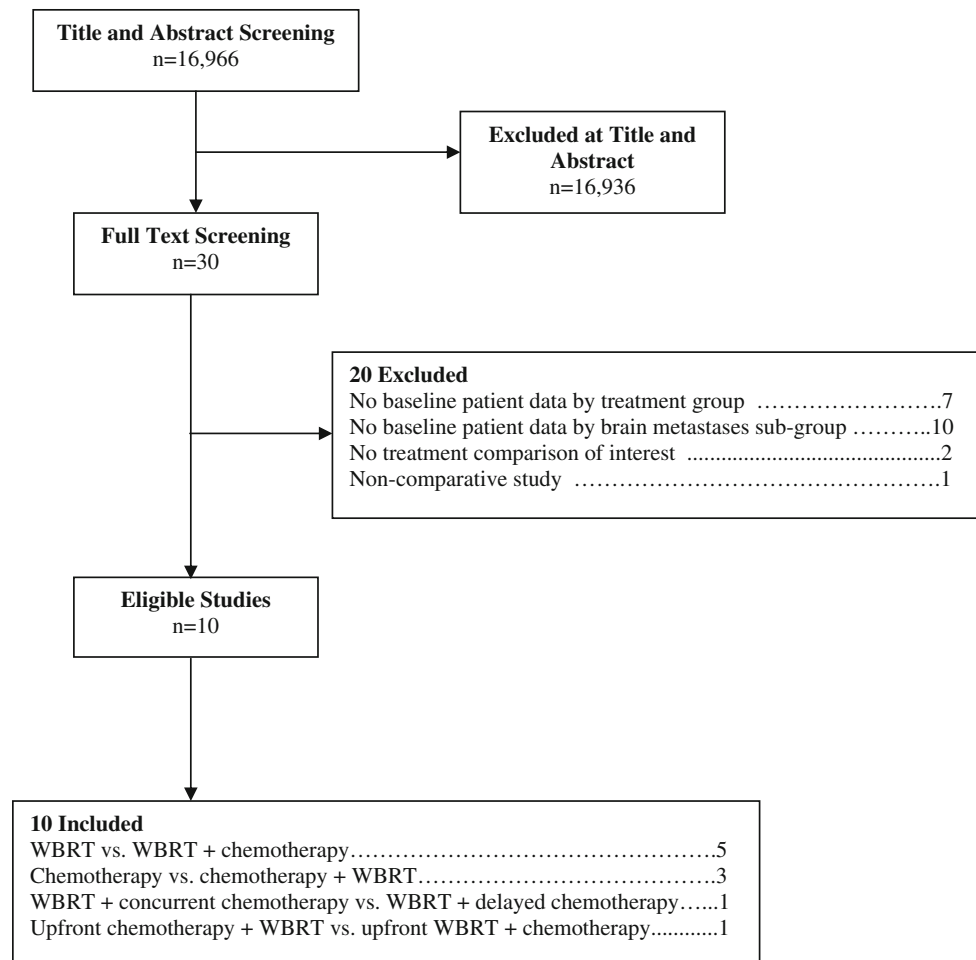 Title and Abstract Screening
n=16,966
Excluded at Title and
Abstract
n=16,936
Full Text Screening
n=30
20 Excluded
No baseline patient data by treatment group ……………………..7
No baseline patient data by brain metastases sub-group ………..10
No treatment comparison of interest ..............................................2
Non-comparative study ……………………………………………..1
Eligible Studies
n=10
10 Included
WBRT vs. WBRT + chemotherapy……………………………………….5
Chemotherapy vs. chemotherapy + WBRT…………………………….3
WBRT + concurrent chemotherapy vs. WBRT + delayed chemotherapy…...1
Upfront chemotherapy + WBRT vs. upfront WBRT + chemotherapy............1